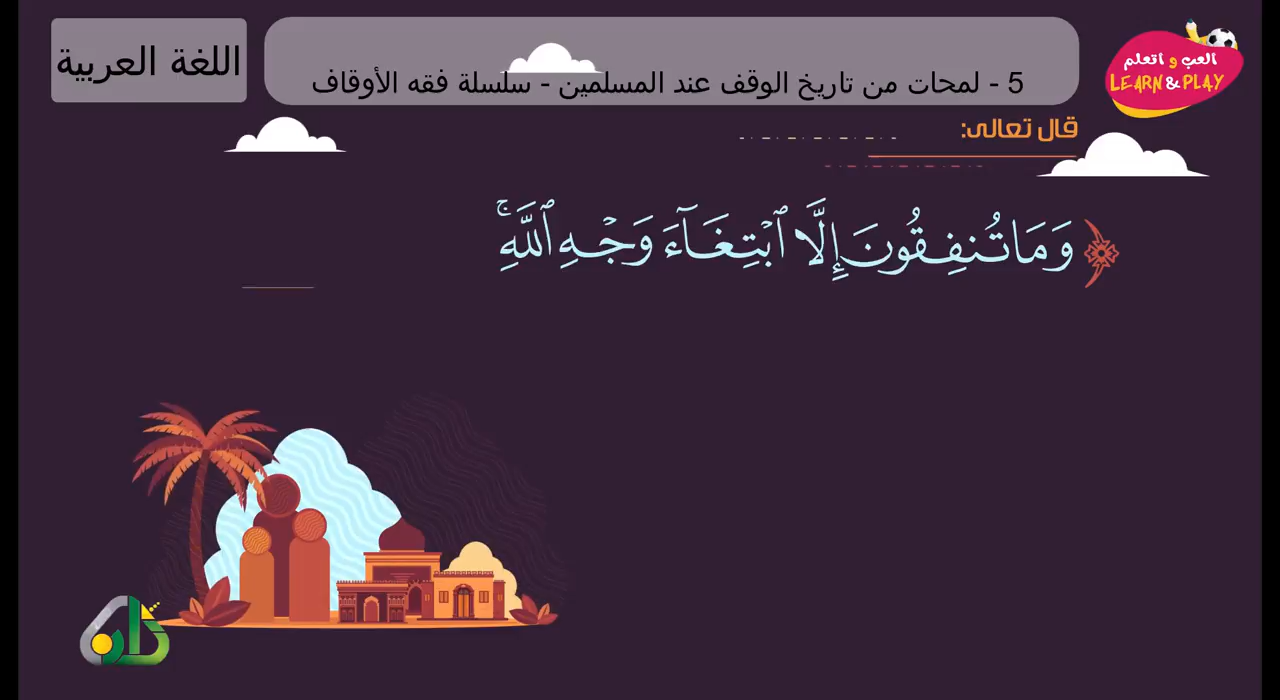 اللغة العربية
5 - لمحات من تاريخ الوقف عند المسلمين - سلسلة فقه الأوقاف
العب و اتعلم
LEARN & PLAY
قال تعالى:
وَمَا تُنفِقُونَ إِلَّا ٱبْتِغَآءَ وَجْهِ ٱللَّهِ ۚ